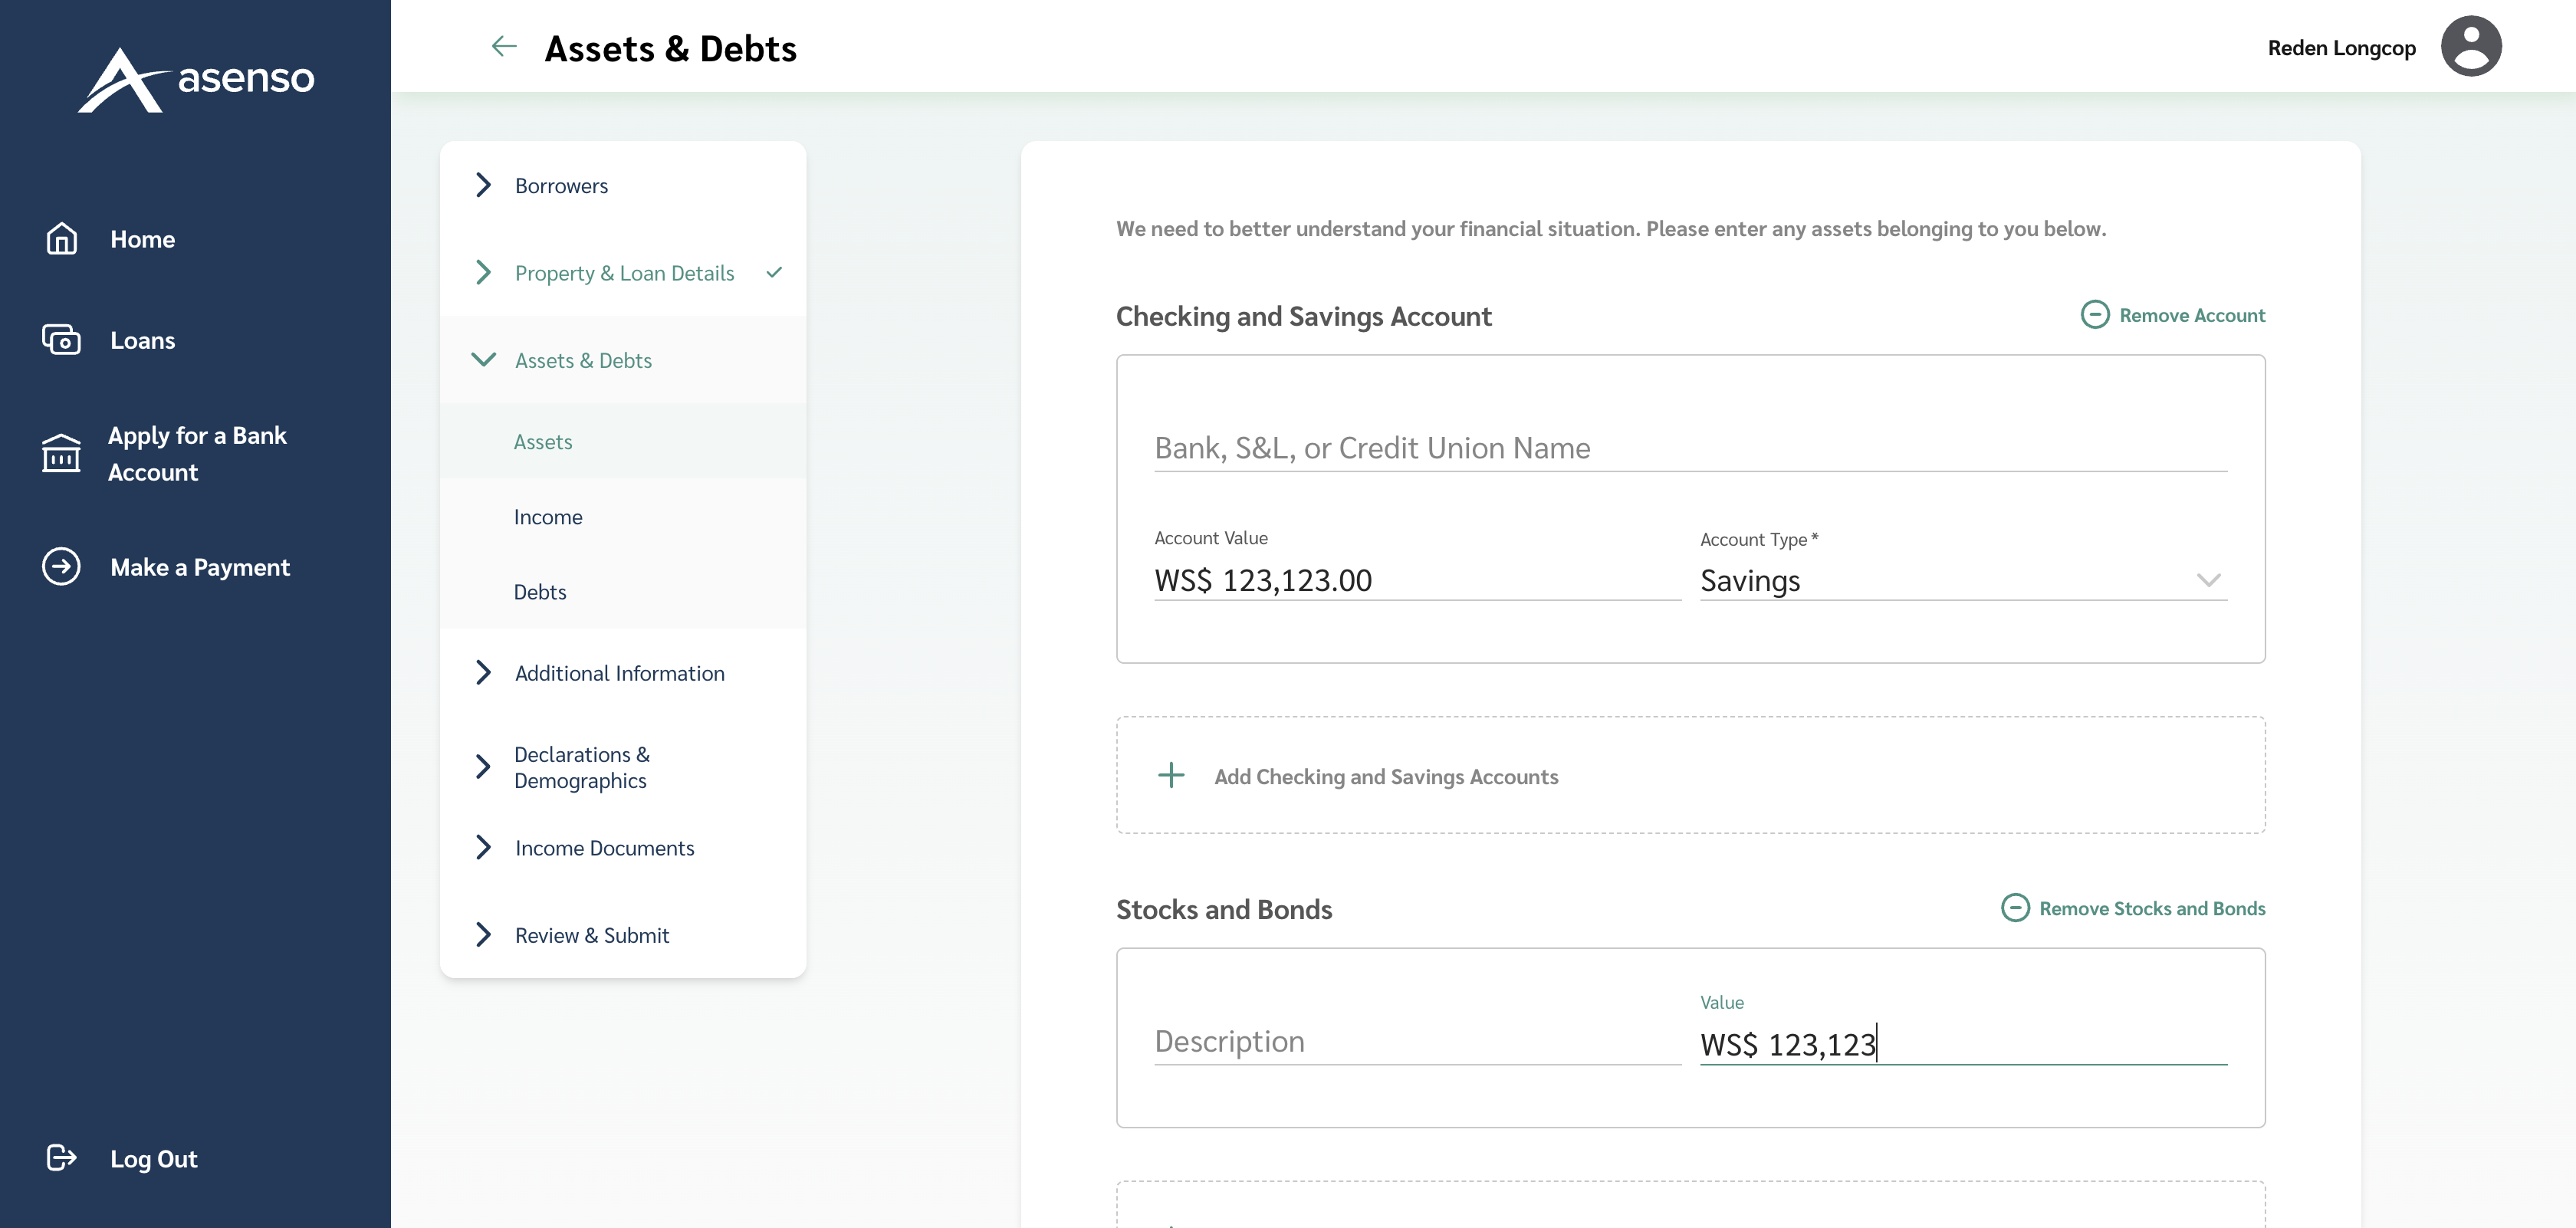 asenso
Home
Loans
Apply for a Bank
Account
Make a Payment
Log Out
Assets & Debts
Reden Longcop
Borrowers
Property & Loan Details
Assets & Debts
Assets
Income
Debts
Additional Information
Declarations &
Demographics
Income Documents
Review & Submit
We need to better understand your financial situation. Please enter any assets belonging to you below.
Checking and Savings Account
Remove Account
Bank, S&L, or Credit Union Name
Account Value
Account Type *
WS$ 123,123.00
Savings
Add Checking and Savings Accounts
Stocks and Bonds
Remove Stocks and Bonds
Value
Description
WS$ 123,123